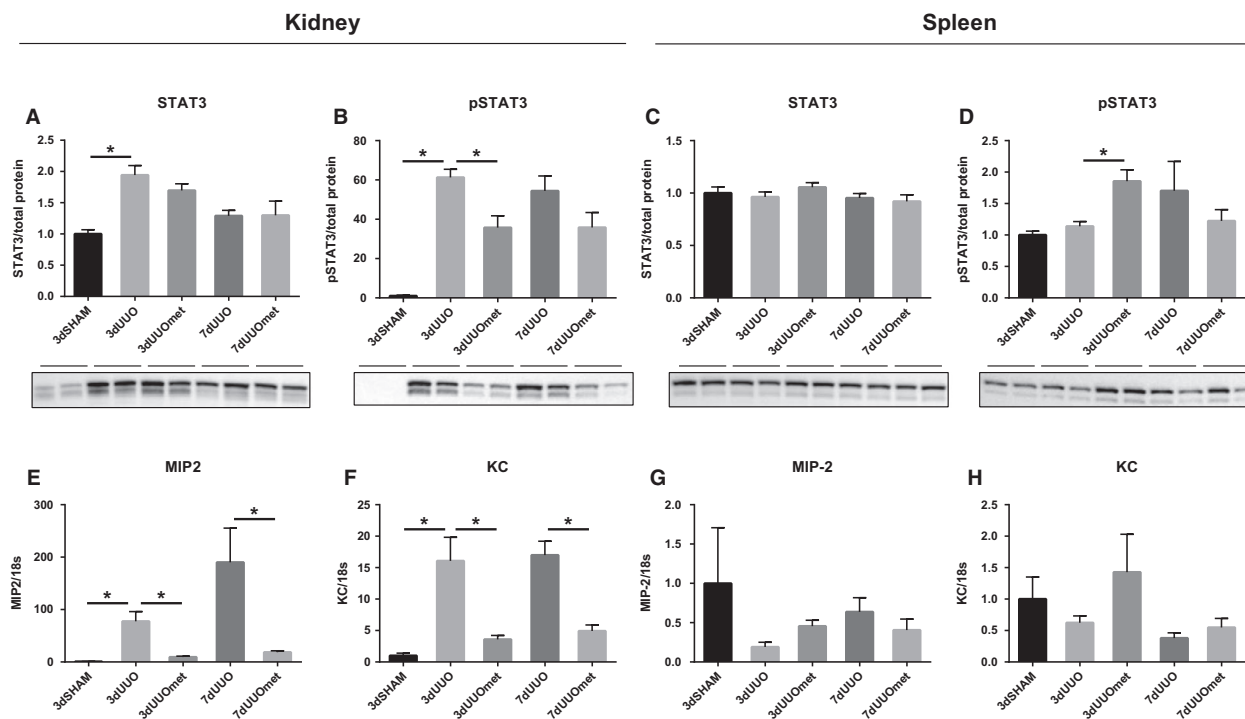 Kidney
Spleen
A
STAT3
STAT3/total protein
2.5
2.0
1.5
1.0
0.5
0.0
*
3dSHAM
3dUUO
3dUUOmet
7dUUO
7dUUOmet
B
pSTAT3
pSTAT3/total protein
80
60
40
20
0
*
*
3dSHAM
3dUUO
3dUUOmet
7dUUO
7dUUOmet
C
STAT3
STAT3/total protein
1.5
1.0
0.5
0.0
3dSHAM
3dUUO
3dUUOmet
7dUUO
7dUUOmet
D
pSTAT3
pSTAT3/total protein
2.5
2.0
1.5
1.0
0.5
0.0
*
3dSHAM
3dUUO
3dUUOmet
7dUUO
7dUUOmet
E
MIP2
MIP2/18s
300
200
100
0
*
*
*
3dSHAM
3dUUO
3dUUOmet
7dUUO
7dUUOmet
F
KC
KC/18s
25
20
15
10
5
0
*
*
*
3dSHAM
3dUUO
3dUUOmet
7dUUO
7dUUOmet
G
MIP-2
MIP-2/18s
2.0
1.5
1.0
0.5
0.0
3dSHAM
3dUUO
3dUUOmet
7dUUO
7dUUOmet
H
KC
KC/18s
2.5
2.0
1.5
1.0
0.5
0.0
3dSHAM
3dUUO
3dUUOmet
7dUUO
7dUUOmet